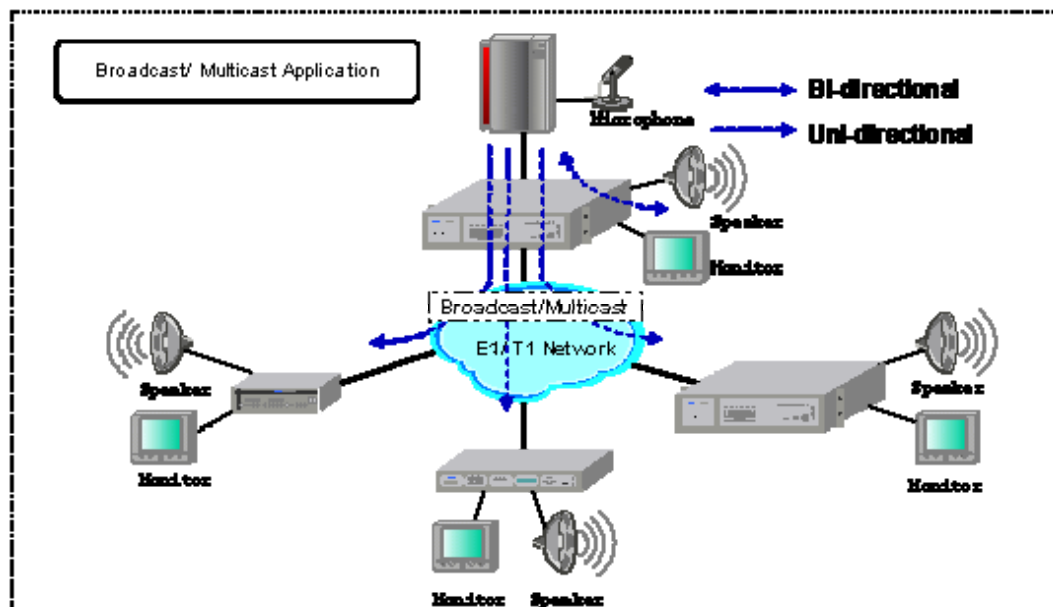 Broadcast/ Multicast Application
Microphone
Bi-directional
Uni-directional
Speaker
Monitor
Broadcast/Multicast
E1/T1 Network
Speaker
Monitor
Speaker
Monitor
Monitor
Speaker